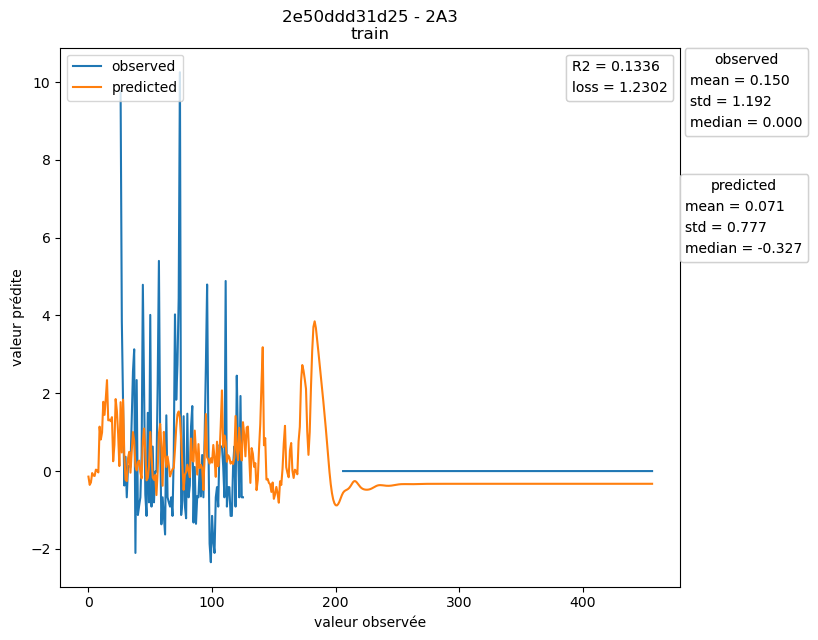 2e50ddd31d25 - 2A3
train
observed
predicted
R2 = 0.1336
loss = 1.2302
observed
mean = 0.150
std = 1.192
median = 0.000
predicted
mean = 0.071
std = 0.777
median = -0.327
valeur prédite
10
8
6
4
2
0
−2
0
100
200
300
400
valeur observée